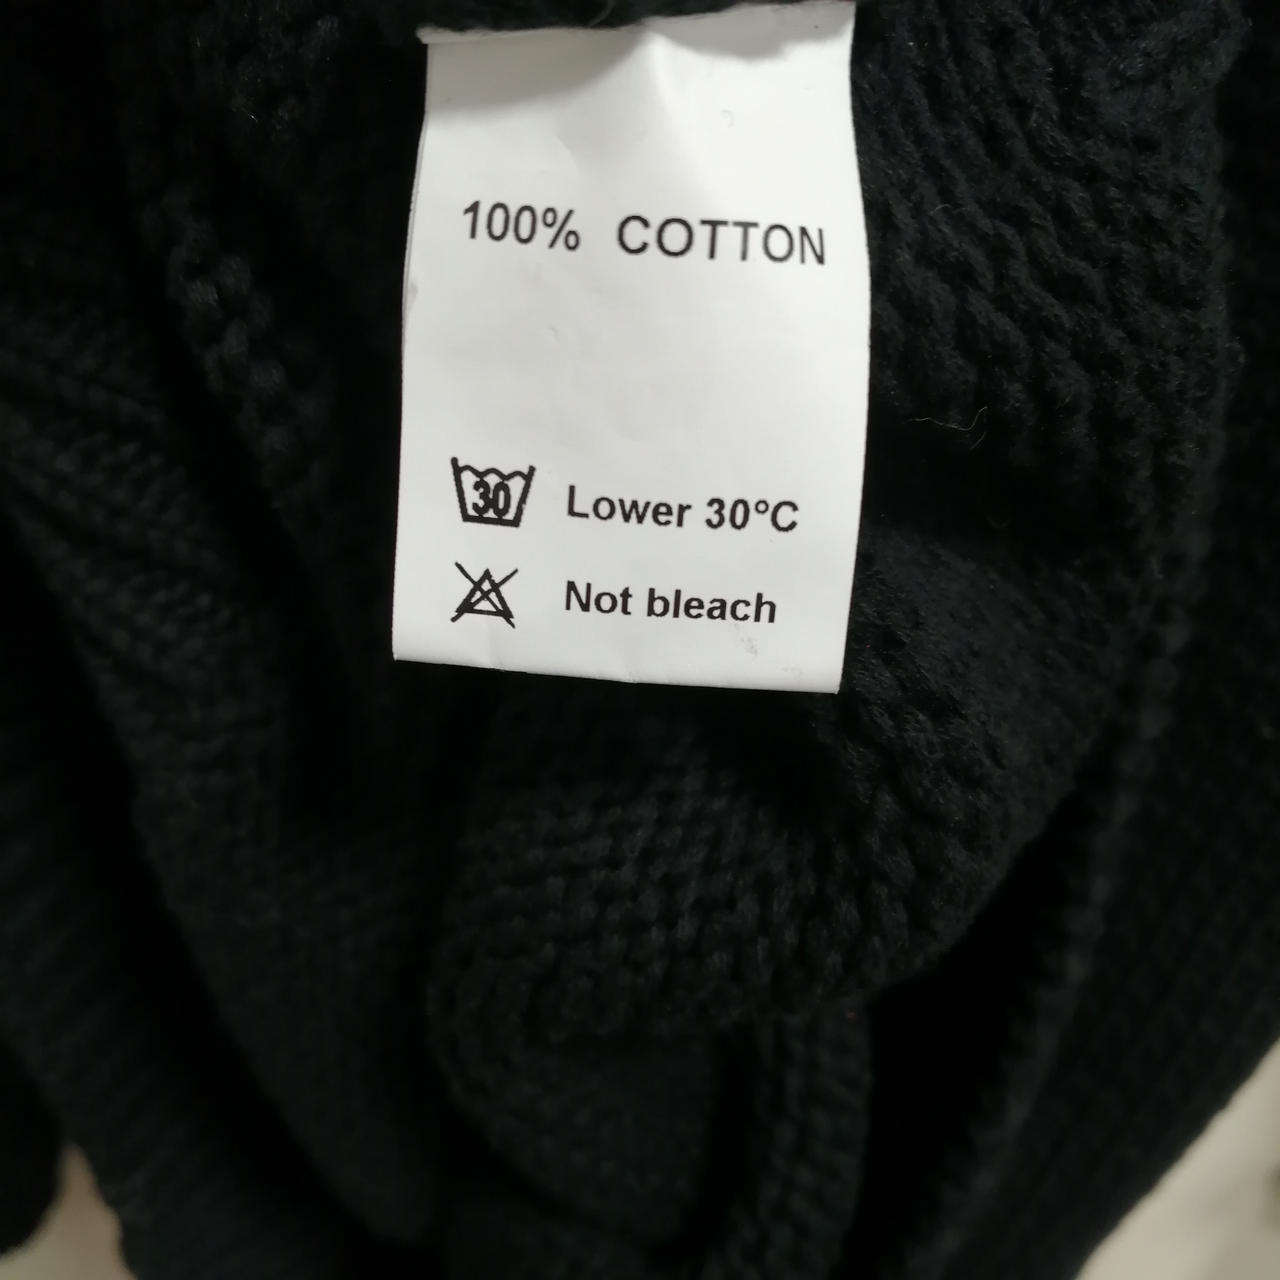 100% COTTON
30 Lower 30°C
Not bleach